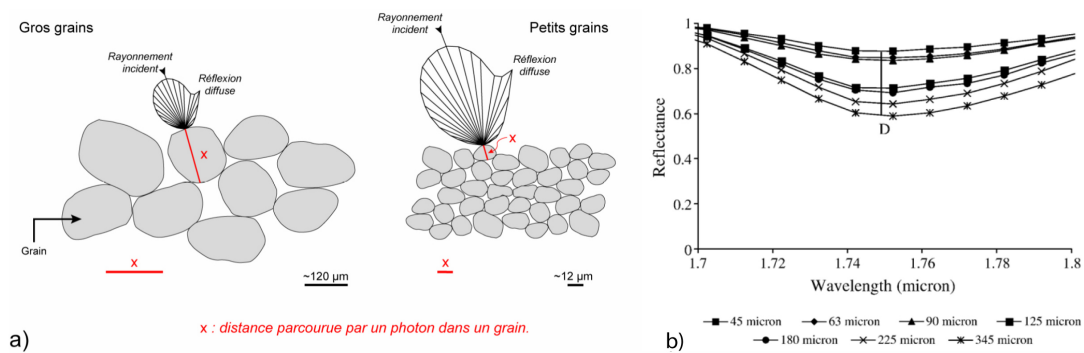 Gros grains
Rayonnement
incident
Réflexion
diffuse
x
Grain
x
~120 µm
Petits grains
Rayonnement
incident
Réflexion
diffuse
x
x
~12 µm
x : distance parcourue par un photon dans un grain.
a)
Reflectance
1
0.8
0.6
0.4
0.2
0
D
1.7 1.72 1.74 1.76 1.78 1.8
Wavelength (micron)
45 micron 63 micron 90 micron 125 micron
180 micron 225 micron 345 micron
b)